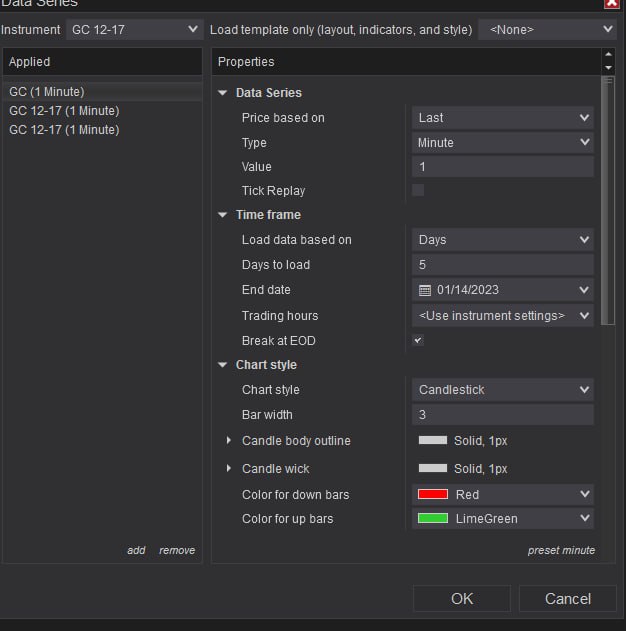 Data Series
Instrument GC 12-17 Load template only (layout, indicators, and style) <None>
Applied
GC (1 Minute)
GC 12-17 (1 Minute)
GC 12-17 (1 Minute)
add remove
Properties
Data Series
Price based on Last
Type Minute
Value 1
Tick Replay
Time frame
Load data based on Days
Days to load 5
End date 01/14/2023
Trading hours <Use instrument settings>
Break at EOD
Chart style
Chart style Candlestick
Bar width 3
Candle body outline Solid, 1px
Candle wick Solid, 1px
Color for down bars Red
Color for up bars LimeGreen
preset minute
OK Cancel